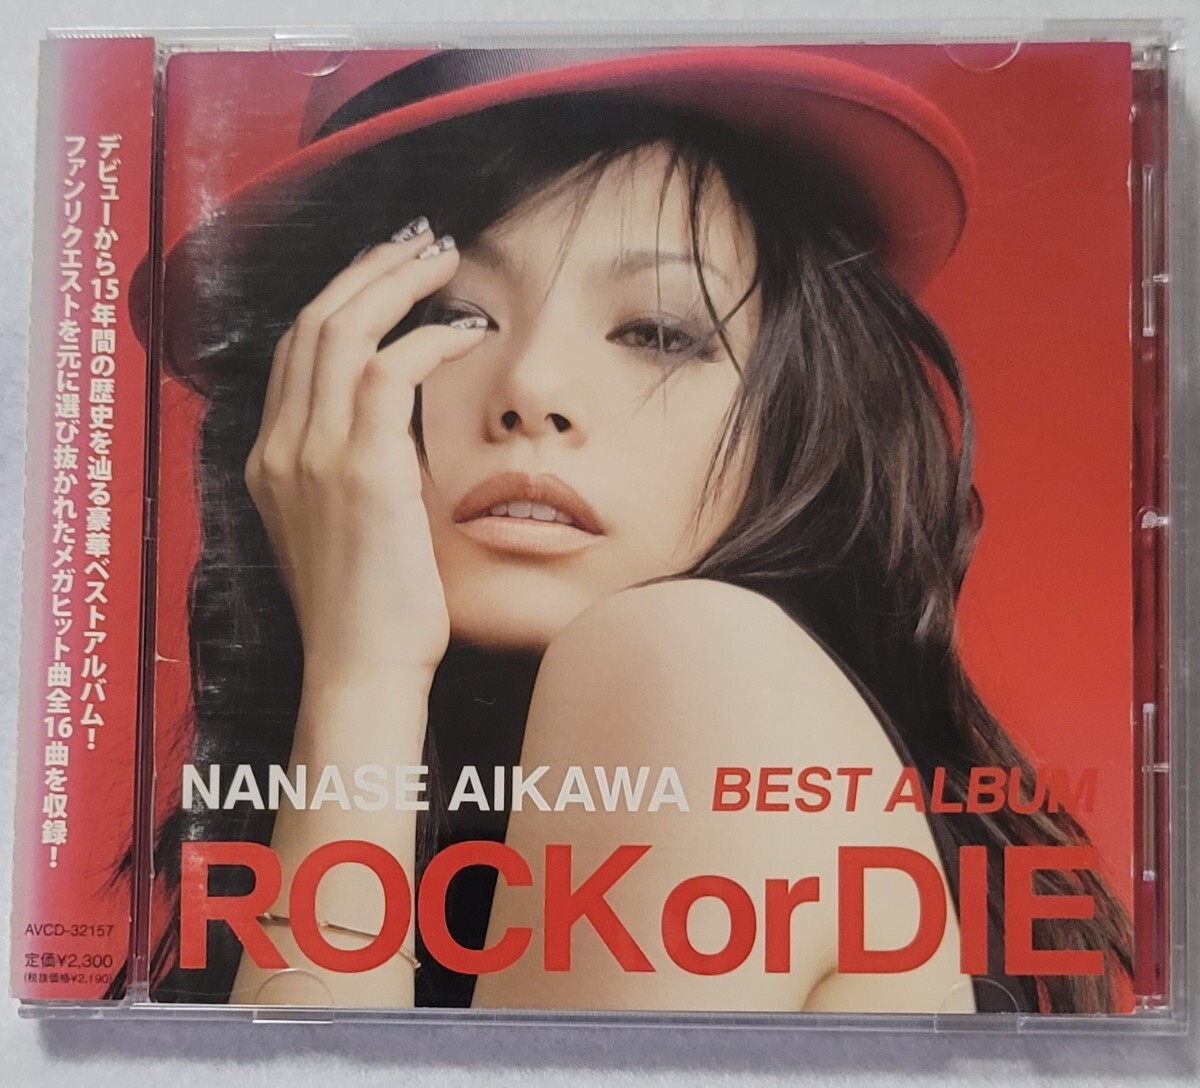 デビューから15年間の歴史を辿る豪華ベストアルバム!
ファンリクエストを元に選び抜かれたメガヒット曲全16曲を収録!
AVCD-32157
定価¥2,300
(税抜価格¥2,190)
NANASE AIKAWA BEST ALBUM
ROCK or DIE